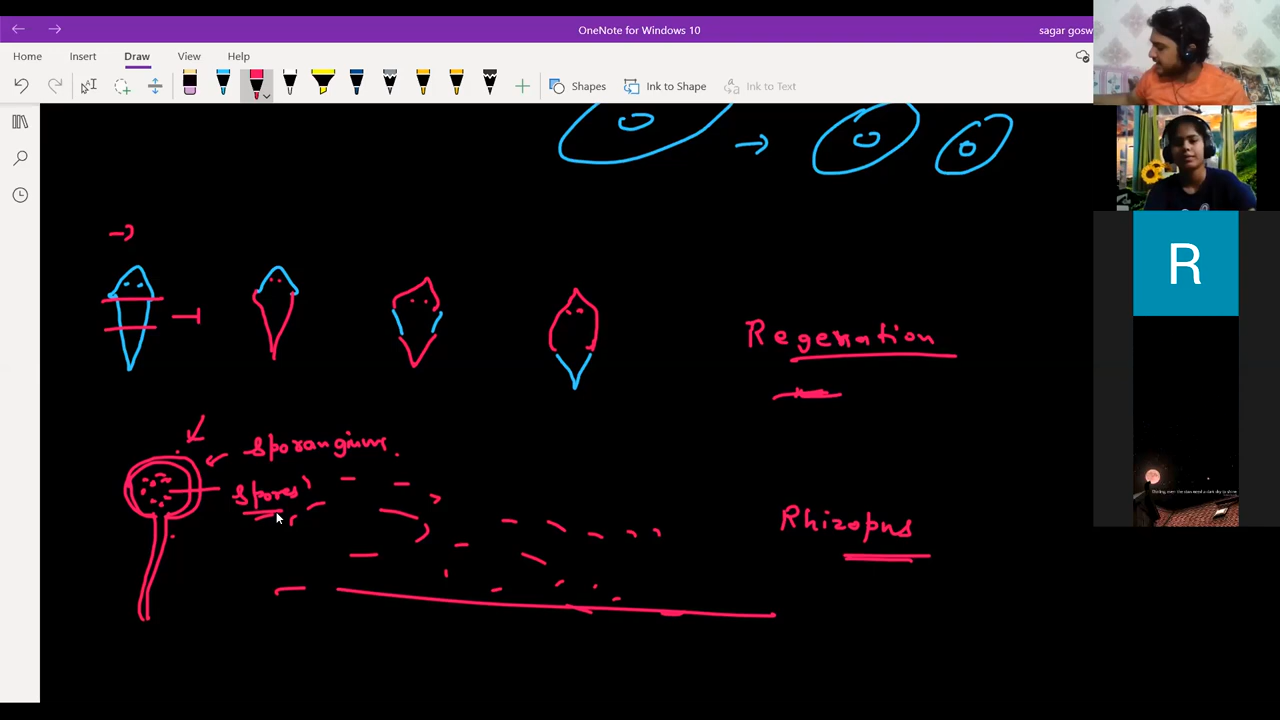 OneNote for Windows 10
sagar gosw
Home Insert Draw View Help
Shapes Ink to Shape Ink to Text
R
Regenration
Sporangium.
Spores
Rhizopus